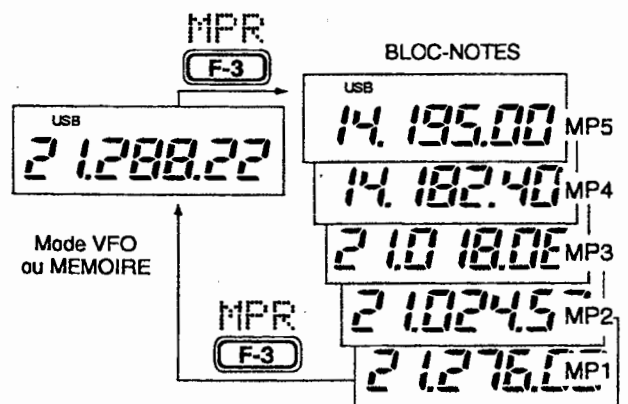 MPR
F-3
BLOC-NOTES
USB
21.288.22
USB
14.195.00 MP5
14.182.40 MP4
MP3
MP2
MP1
Mode VFO
ou MEMOIRE
MPR
F-3